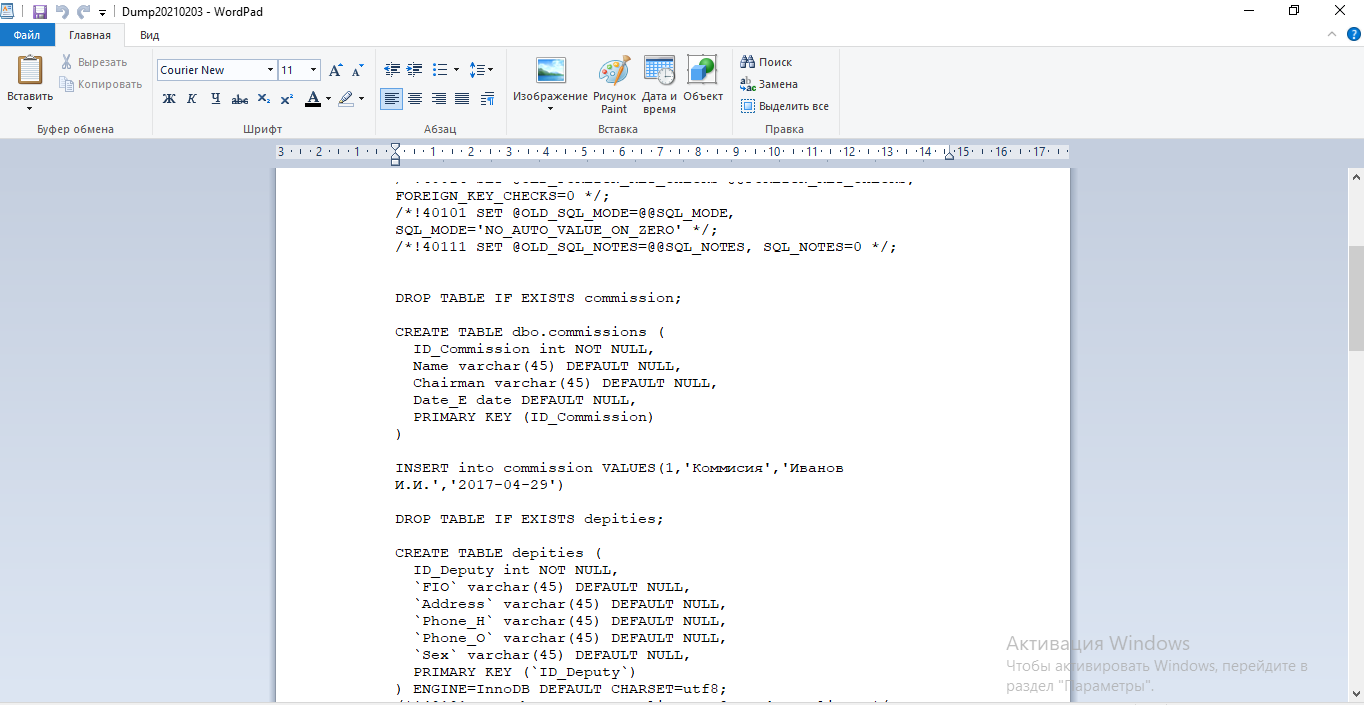 Dump20210203 - WordPad
Файл Главная Вид
Вставить
Вырезать
Копировать
Буфер обмена
Courier New 11
Ж К Ч abc X₂ X² A
Шрифт
Абзац
Изображение
Рисунок Paint
Дата и время
Объект
Вставка
Поиск
Замена
Выделить все
Правка
3 2 1 1 2 3 4 5 6 7 8 9 10 11 12 13 14 15 16 17
FOREIGN_KEY_CHECKS=0 */;
/*!40101 SET @OLD_SQL_MODE=@@SQL_MODE,
SQL_MODE='NO_AUTO_VALUE_ON_ZERO' */;
/*!40111 SET @OLD_SQL_NOTES=@@SQL_NOTES, SQL_NOTES=0 */;
DROP TABLE IF EXISTS commission;
CREATE TABLE dbo.commissions (
ID_Commission int NOT NULL,
Name varchar(45) DEFAULT NULL,
Chairman varchar(45) DEFAULT NULL,
Date_E date DEFAULT NULL,
PRIMARY KEY (ID_Commission)
)
INSERT into commission VALUES(1,'Коммисия','Иванов
И.И.','2017-04-29')
DROP TABLE IF EXISTS depities;
CREATE TABLE depities (
ID_Deputy int NOT NULL,
`FIO` varchar(45) DEFAULT NULL,
`Address` varchar(45) DEFAULT NULL,
`Phone_H` varchar(45) DEFAULT NULL,
`Phone_O` varchar(45) DEFAULT NULL,
`Sex` varchar(45) DEFAULT NULL,
PRIMARY KEY (`ID_Deputy`)
) ENGINE=InnoDB DEFAULT CHARSET=utf8;
Активация Windows
Чтобы активировать Windows, перейдите в
раздел "Параметры".